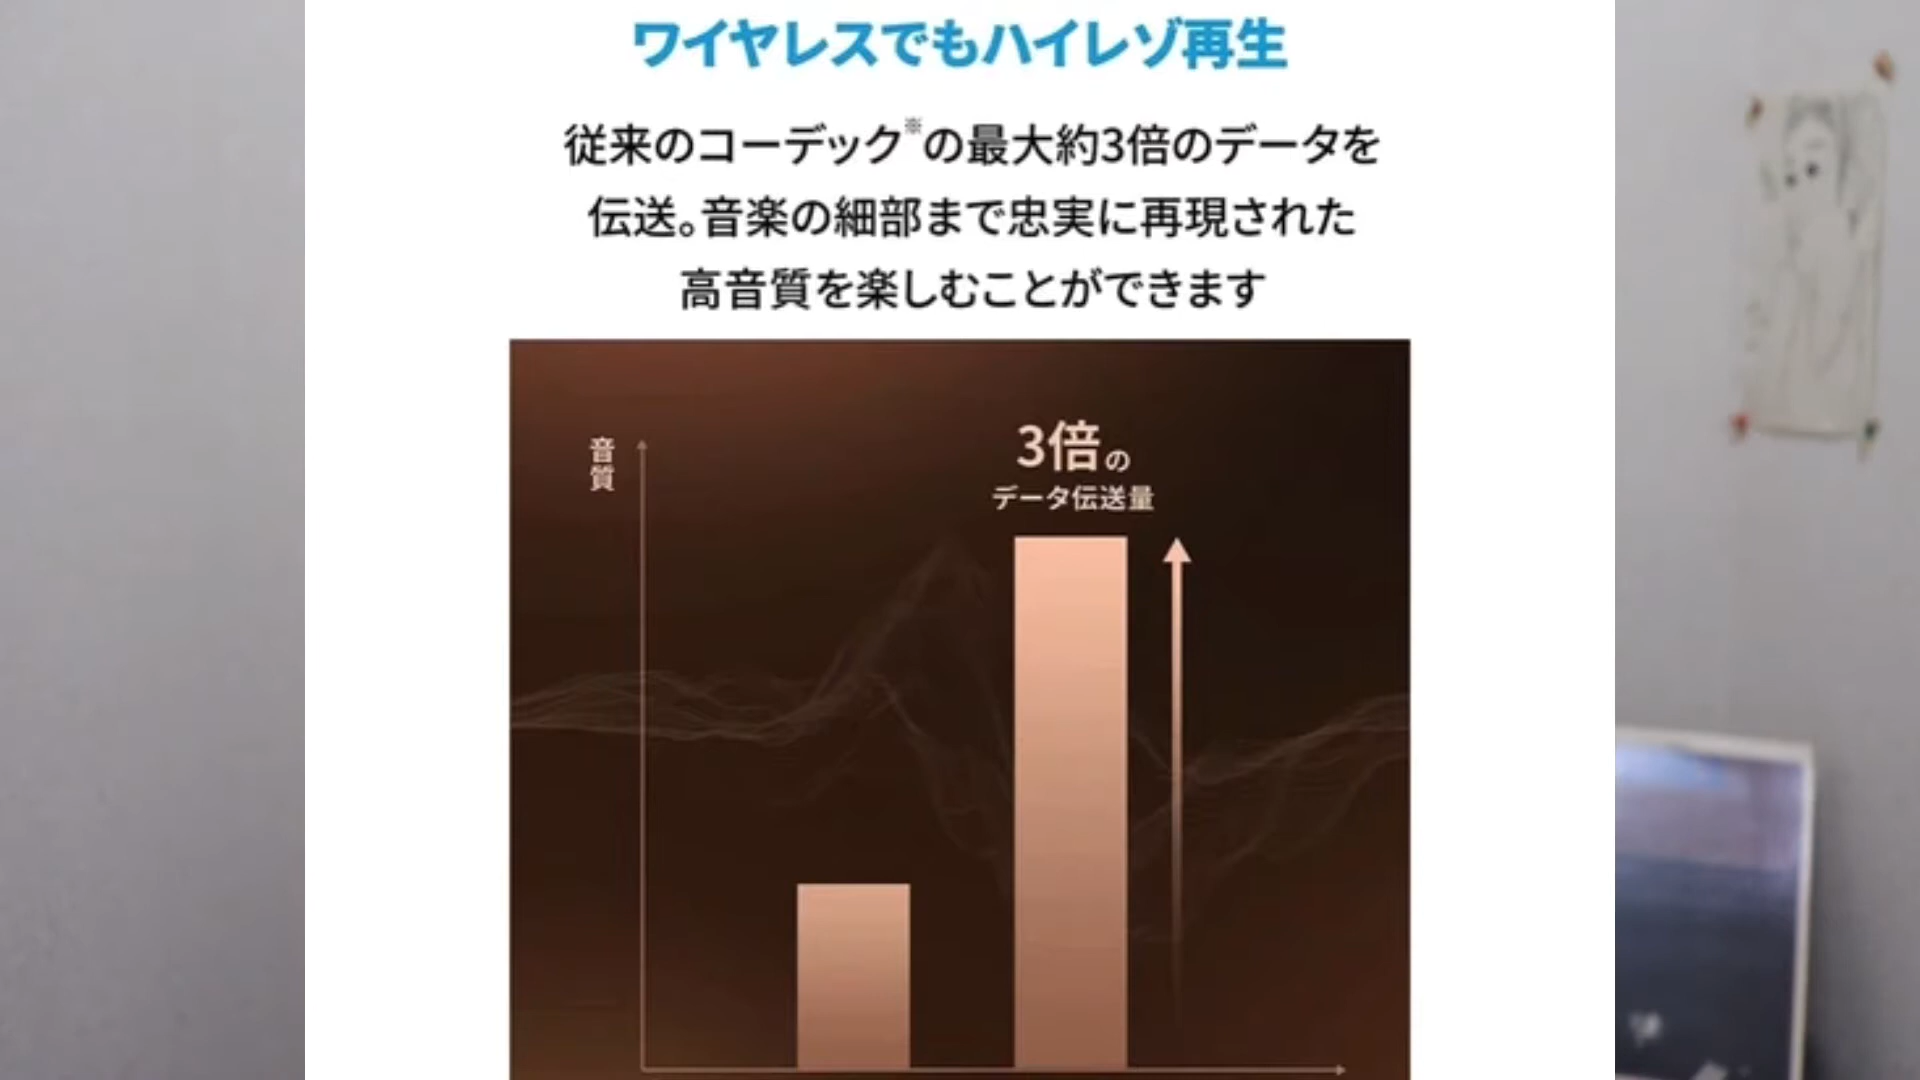 ワイヤレスでもハイレゾ再生
従来のコーデック※の最大約3倍のデータを
伝送。音楽の細部まで忠実に再現された
高音質を楽しむことができます
音質
3倍の
データ伝送量